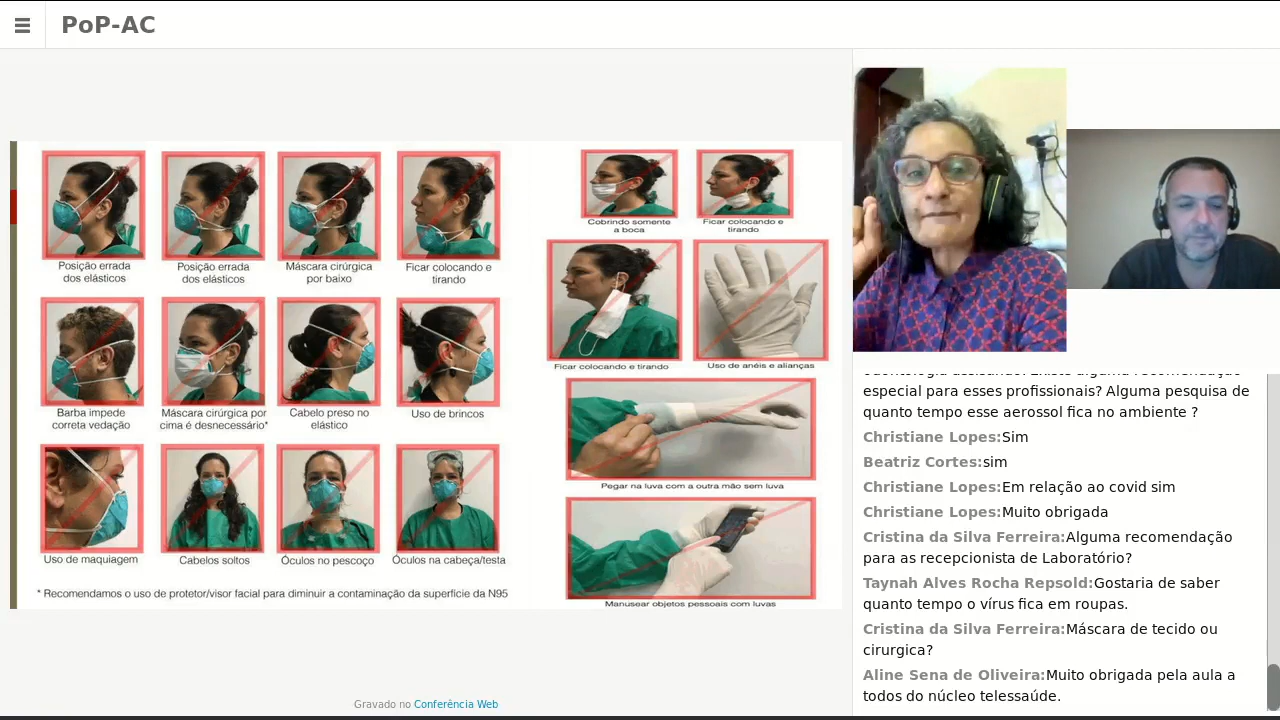 PoP-AC
Posição errada
dos elásticos
Posição errada
dos elásticos
Máscara cirúrgica
por baixo
Ficar colocando e
tirando
Barba impede
correta vedação
Máscara cirúrgica por
cima é desnecessário*
Cabelo preso no
elástico
Uso de brincos
Uso de maquiagem
Cabelos soltos
Óculos no pescoço
Óculos na cabeça/testa
* Recomendamos o uso de protetor/visor facial para diminuir a contaminação da superfície da N95
Cobrindo somente
a boca
Ficar colocando e
tirando
Ficar colocando e tirando
Uso de anéis e alianças
Pegar na luva com a outra mão sem luva
Manusear objetos pessoais com luvas
Gravado no Conferência Web
especial para esses profissionais? Alguma pesquisa de
quanto tempo esse aerossol fica no ambiente ?
Christiane Lopes:Sim
Beatriz Cortes:sim
Christiane Lopes:Em relação ao covid sim
Christiane Lopes:Muito obrigada
Cristina da Silva Ferreira:Alguma recomendação
para as recepcionista de Laboratório?
Taynah Alves Rocha Repsold:Gostaria de saber
quanto tempo o vírus fica em roupas.
Cristina da Silva Ferreira:Máscara de tecido ou
cirurgica?
Aline Sena de Oliveira:Muito obrigada pela aula a
todos do núcleo telessaúde.